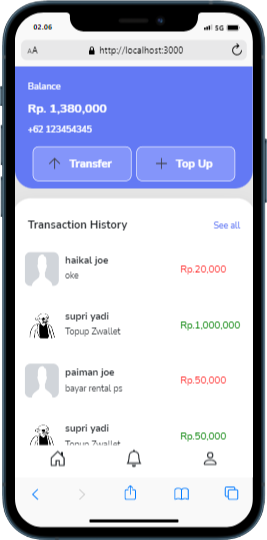 02.06
5G
AA
http://localhost:3000
Balance
Rp. 1,380,000
+62 123454345
Transfer
Top Up
Transaction History
See all
haikal joe
oke
Rp.20,000
supri yadi
Topup Zwallet
Rp.1,000,000
paiman joe
bayar rental ps
Rp.50,000
supri yadi
Topup Zwallet
Rp.50,000